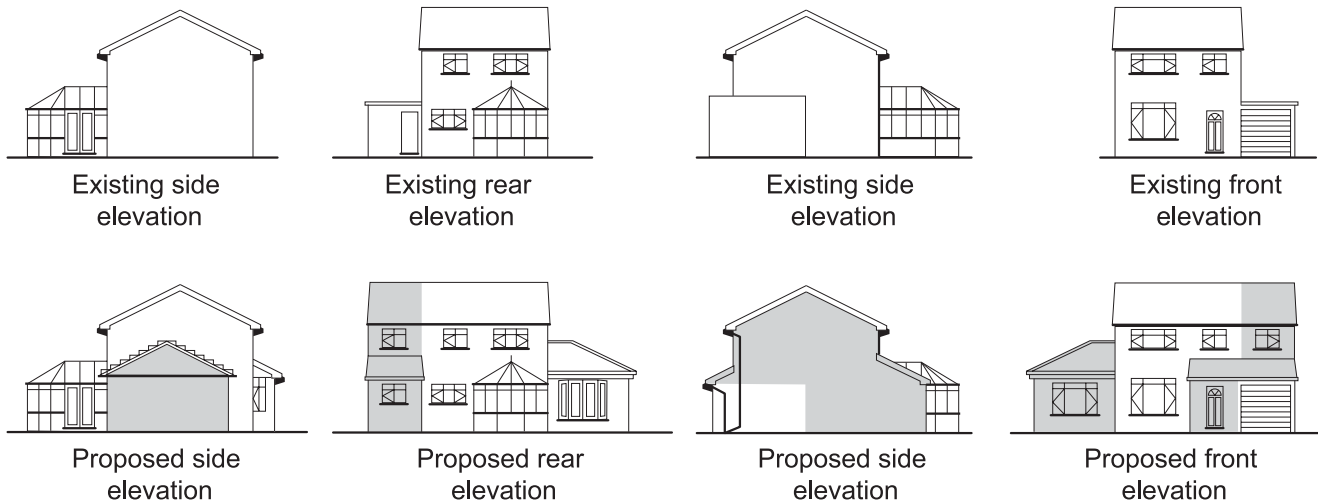 Existing side
elevation
Existing rear
elevation
Existing side
elevation
Existing front
elevation
Proposed side
elevation
Proposed rear
elevation
Proposed side
elevation
Proposed front
elevation